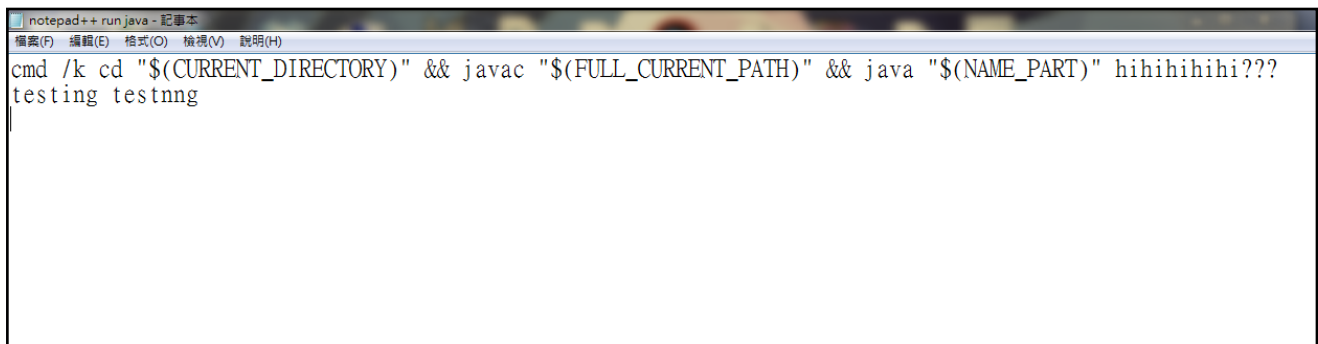 notepad++ run java - 記事本
檔案(F) 編輯(E) 格式(O) 檢視(V) 說明(H)
cmd /k cd "$(CURRENT_DIRECTORY)" && javac "$(FULL_CURRENT_PATH)" && java "$(NAME_PART)" hihihihihi???
testing testnng